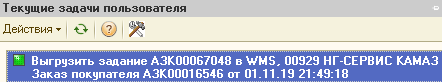 Текущие задачи пользователя
Действия
Выгрузить задание АЗК00067048 в WMS, 00929 НГ-СЕРВИС КАМАЗ
Заказ покупателя АЗК00016546 от 01.11.19 21:49:18